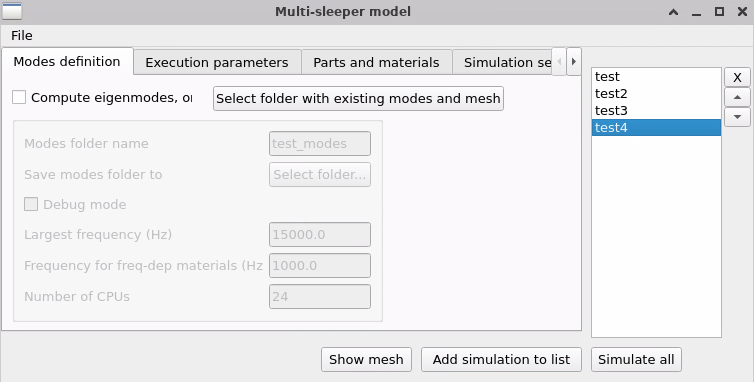 Multi-sleeper model
File
Modes definition
Execution parameters
Parts and materials
Simulation se
Compute eigenmodes, or
Select folder with existing modes and mesh
Modes folder name
test_modes
Save modes folder to
Select folder...
Debug mode
Largest frequency (Hz)
15000.0
Frequency for freq-dep materials (Hz
1000.0
Number of CPUs
24
test
test2
test3
test4
X
Show mesh
Add simulation to list
Simulate all